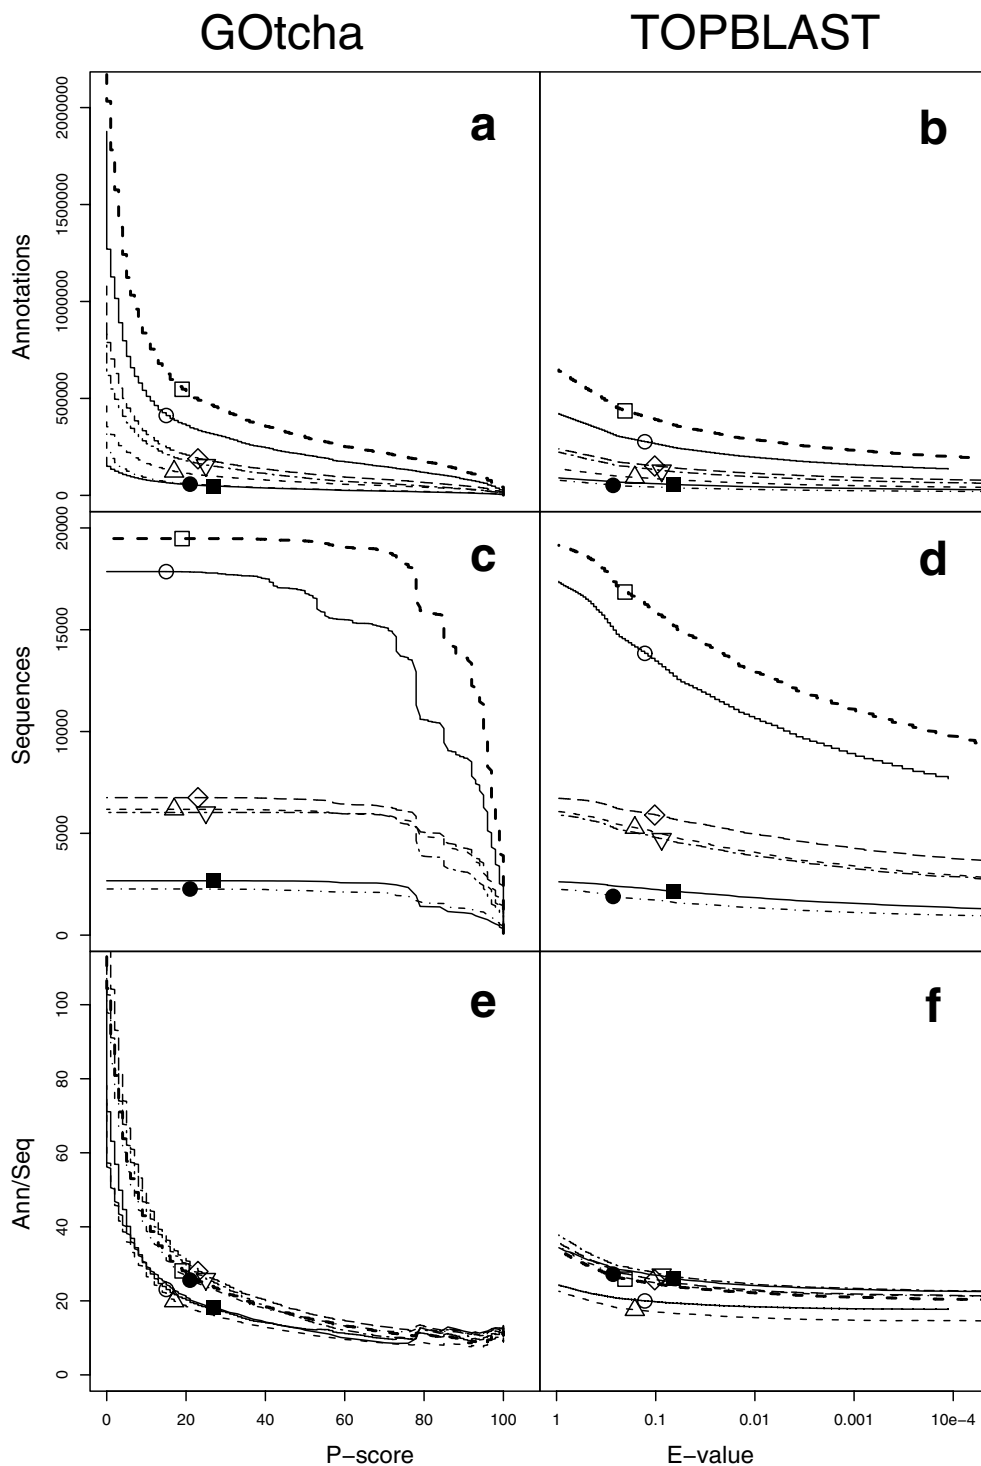 GOtcha TOPBLAST
a b
Annotations
0 500000 1000000 1500000 2000000
c d
Sequences
0 5000 10000 15000 20000
e f
Ann/Seq
0 20 40 60 80 100
0 20 40 60 80 100 1 0.1 0.01 0.001 10e−4
P−score E−value